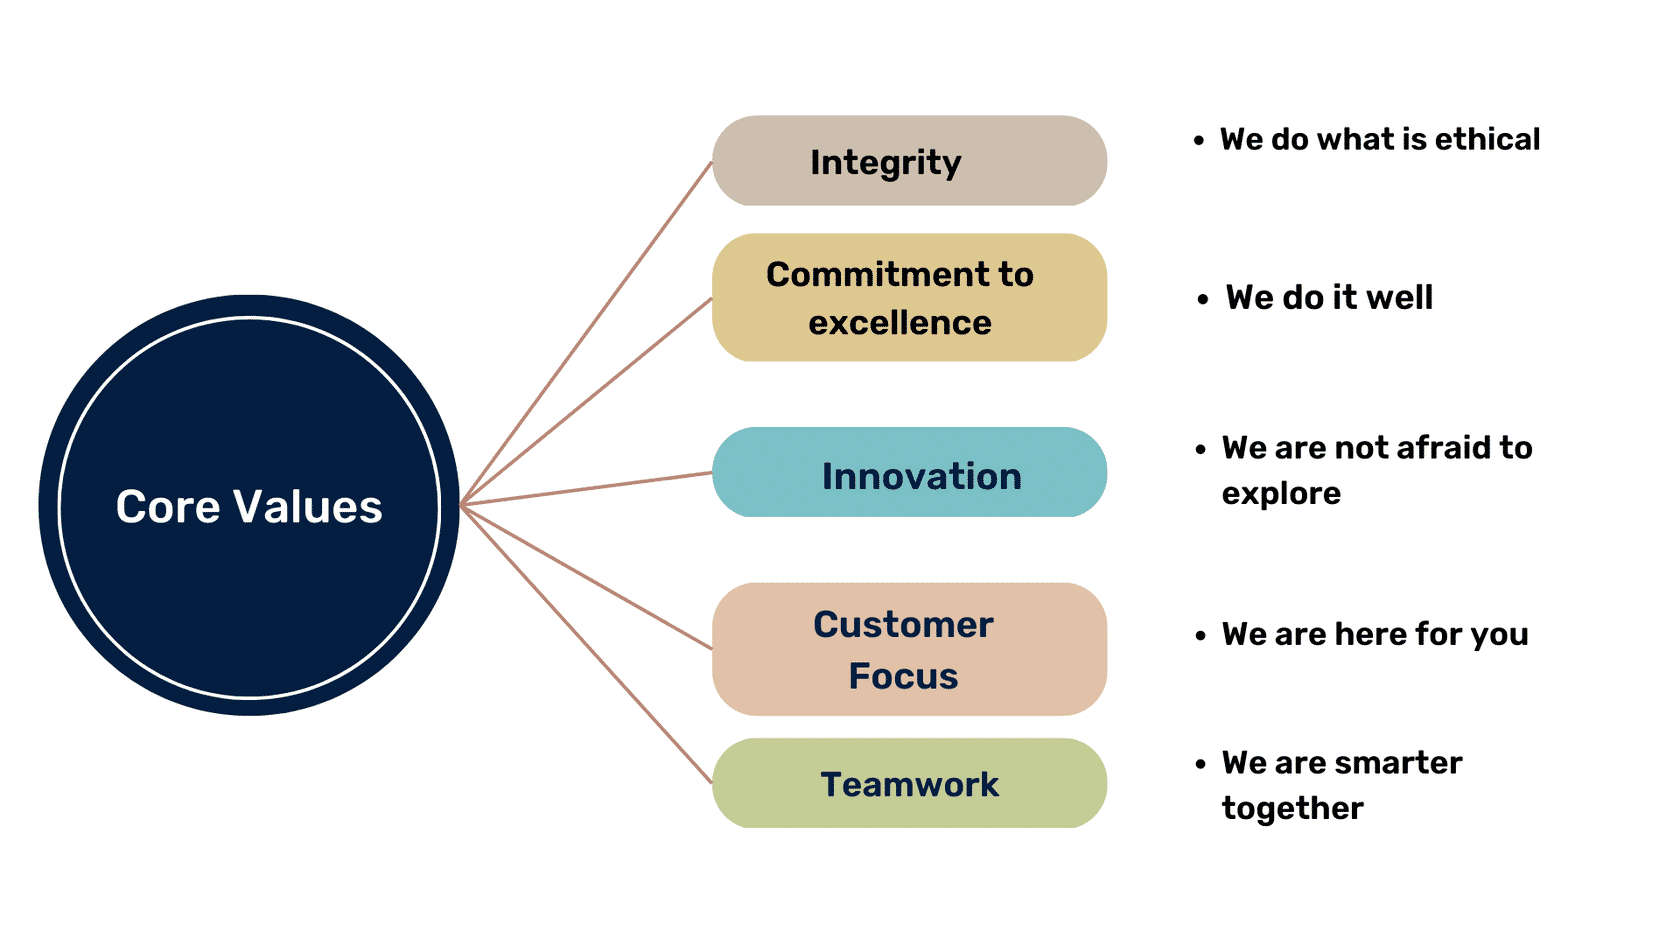 Core Values
Integrity
• We do what is ethical
Commitment to
excellence
• We do it well
Innovation
• We are not afraid to
explore
Customer
Focus
• We are here for you
Teamwork
• We are smarter
together